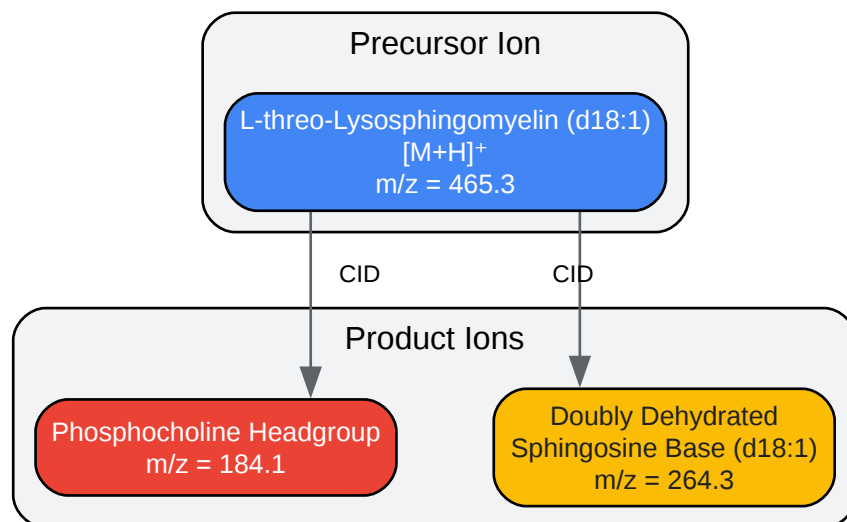 Precursor Ion
L-threo-Lysosphingomyelin (d18:1)
[M+H]⁺
m/z = 465.3
CID
CID
Product Ions
Phosphocholine Headgroup
m/z = 184.1
Doubly Dehydrated
Sphingosine Base (d18:1)
m/z = 264.3